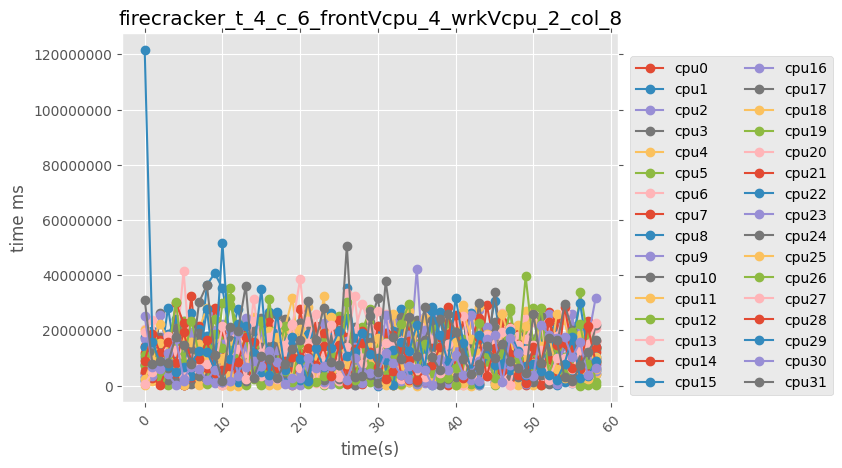 firecracker_t_4_c_6_frontVcpu_4_wrkVcpu_2_col_8
time ms
120000000
100000000
80000000
60000000
40000000
20000000
0
0 10 20 30 40 50 60
time(s)
cpu0
cpu1
cpu2
cpu3
cpu4
cpu5
cpu6
cpu7
cpu8
cpu9
cpu10
cpu11
cpu12
cpu13
cpu14
cpu15
cpu16
cpu17
cpu18
cpu19
cpu20
cpu21
cpu22
cpu23
cpu24
cpu25
cpu26
cpu27
cpu28
cpu29
cpu30
cpu31